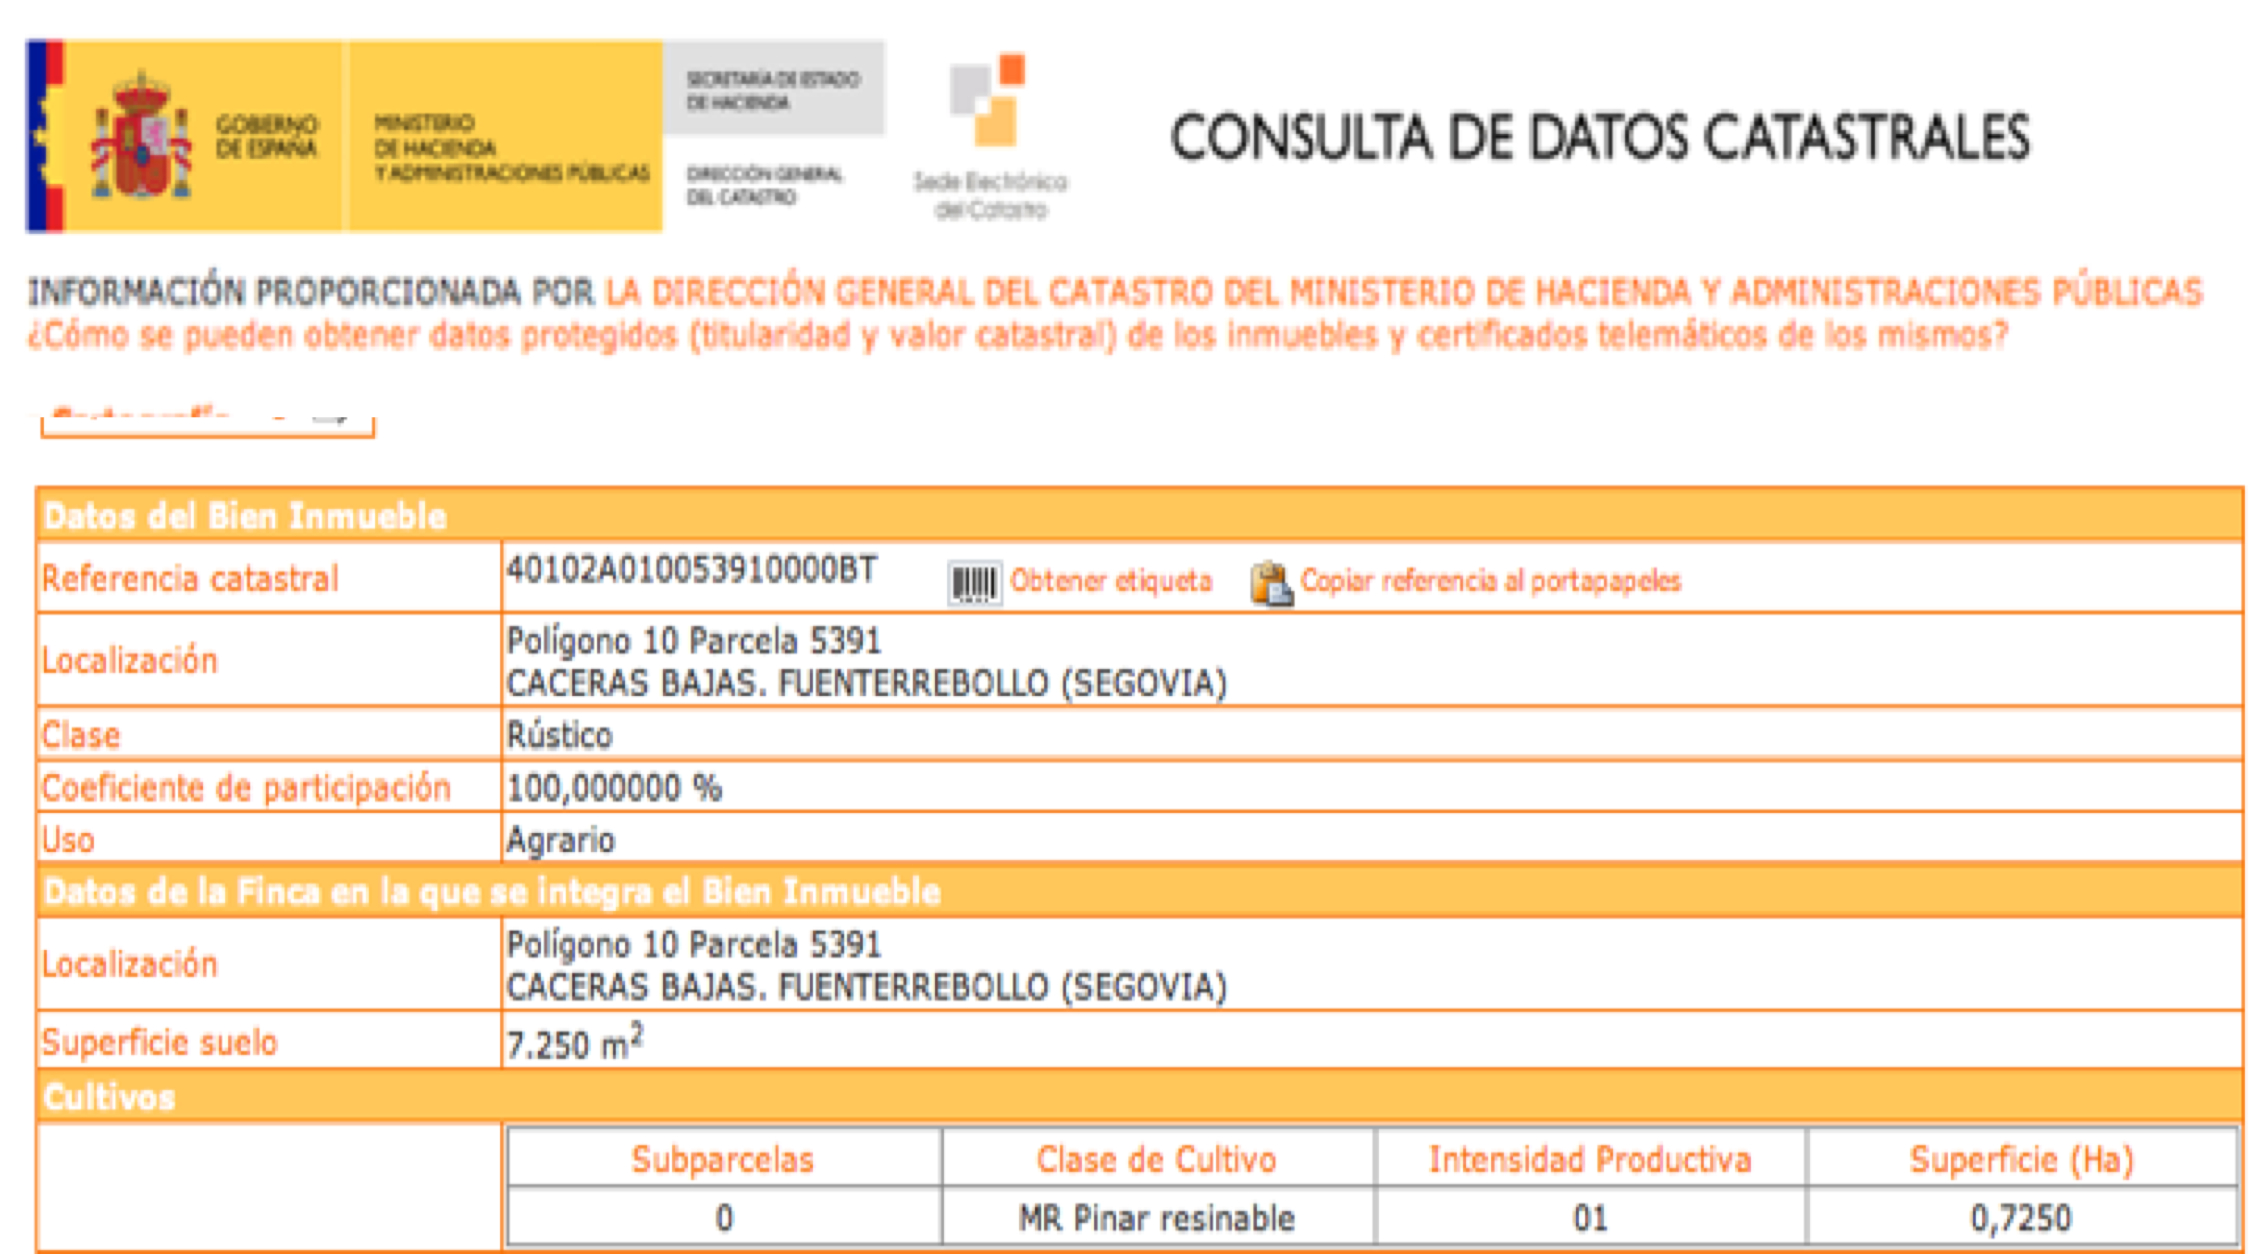 GOBIERNO
DE ESPAÑA
MINISTERIO
DE HACIENDA
Y ADMINISTRACIONES PÚBLICAS
SECRETARÍA DE ESTADO
DE HACIENDA
DIRECCIÓN GENERAL
DEL CATASTRO
Sede Electrónica
del Catastro
CONSULTA DE DATOS CATASTRALES
INFORMACIÓN PROPORCIONADA POR LA DIRECCIÓN GENERAL DEL CATASTRO DEL MINISTERIO DE HACIENDA Y ADMINISTRACIONES PÚBLICAS
¿Cómo se pueden obtener datos protegidos (titularidad y valor catastral) de los inmuebles y certificados telemáticos de los mismos?
Datos del Bien Inmueble
Referencia catastral 40102A010053910000BT Obtener etiqueta Copiar referencia al portapapeles
Localización Polígono 10 Parcela 5391
CACERAS BAJAS. FUENTERREBOLLO (SEGOVIA)
Clase Rústico
Coeficiente de participación 100,000000 %
Uso Agrario
Datos de la Finca en la que se integra el Bien Inmueble
Localización Polígono 10 Parcela 5391
CACERAS BAJAS. FUENTERREBOLLO (SEGOVIA)
Superficie suelo 7.250 m²
Cultivos
Subparcelas Clase de Cultivo Intensidad Productiva Superficie (Ha)
0 MR Pinar resinable 01 0,7250